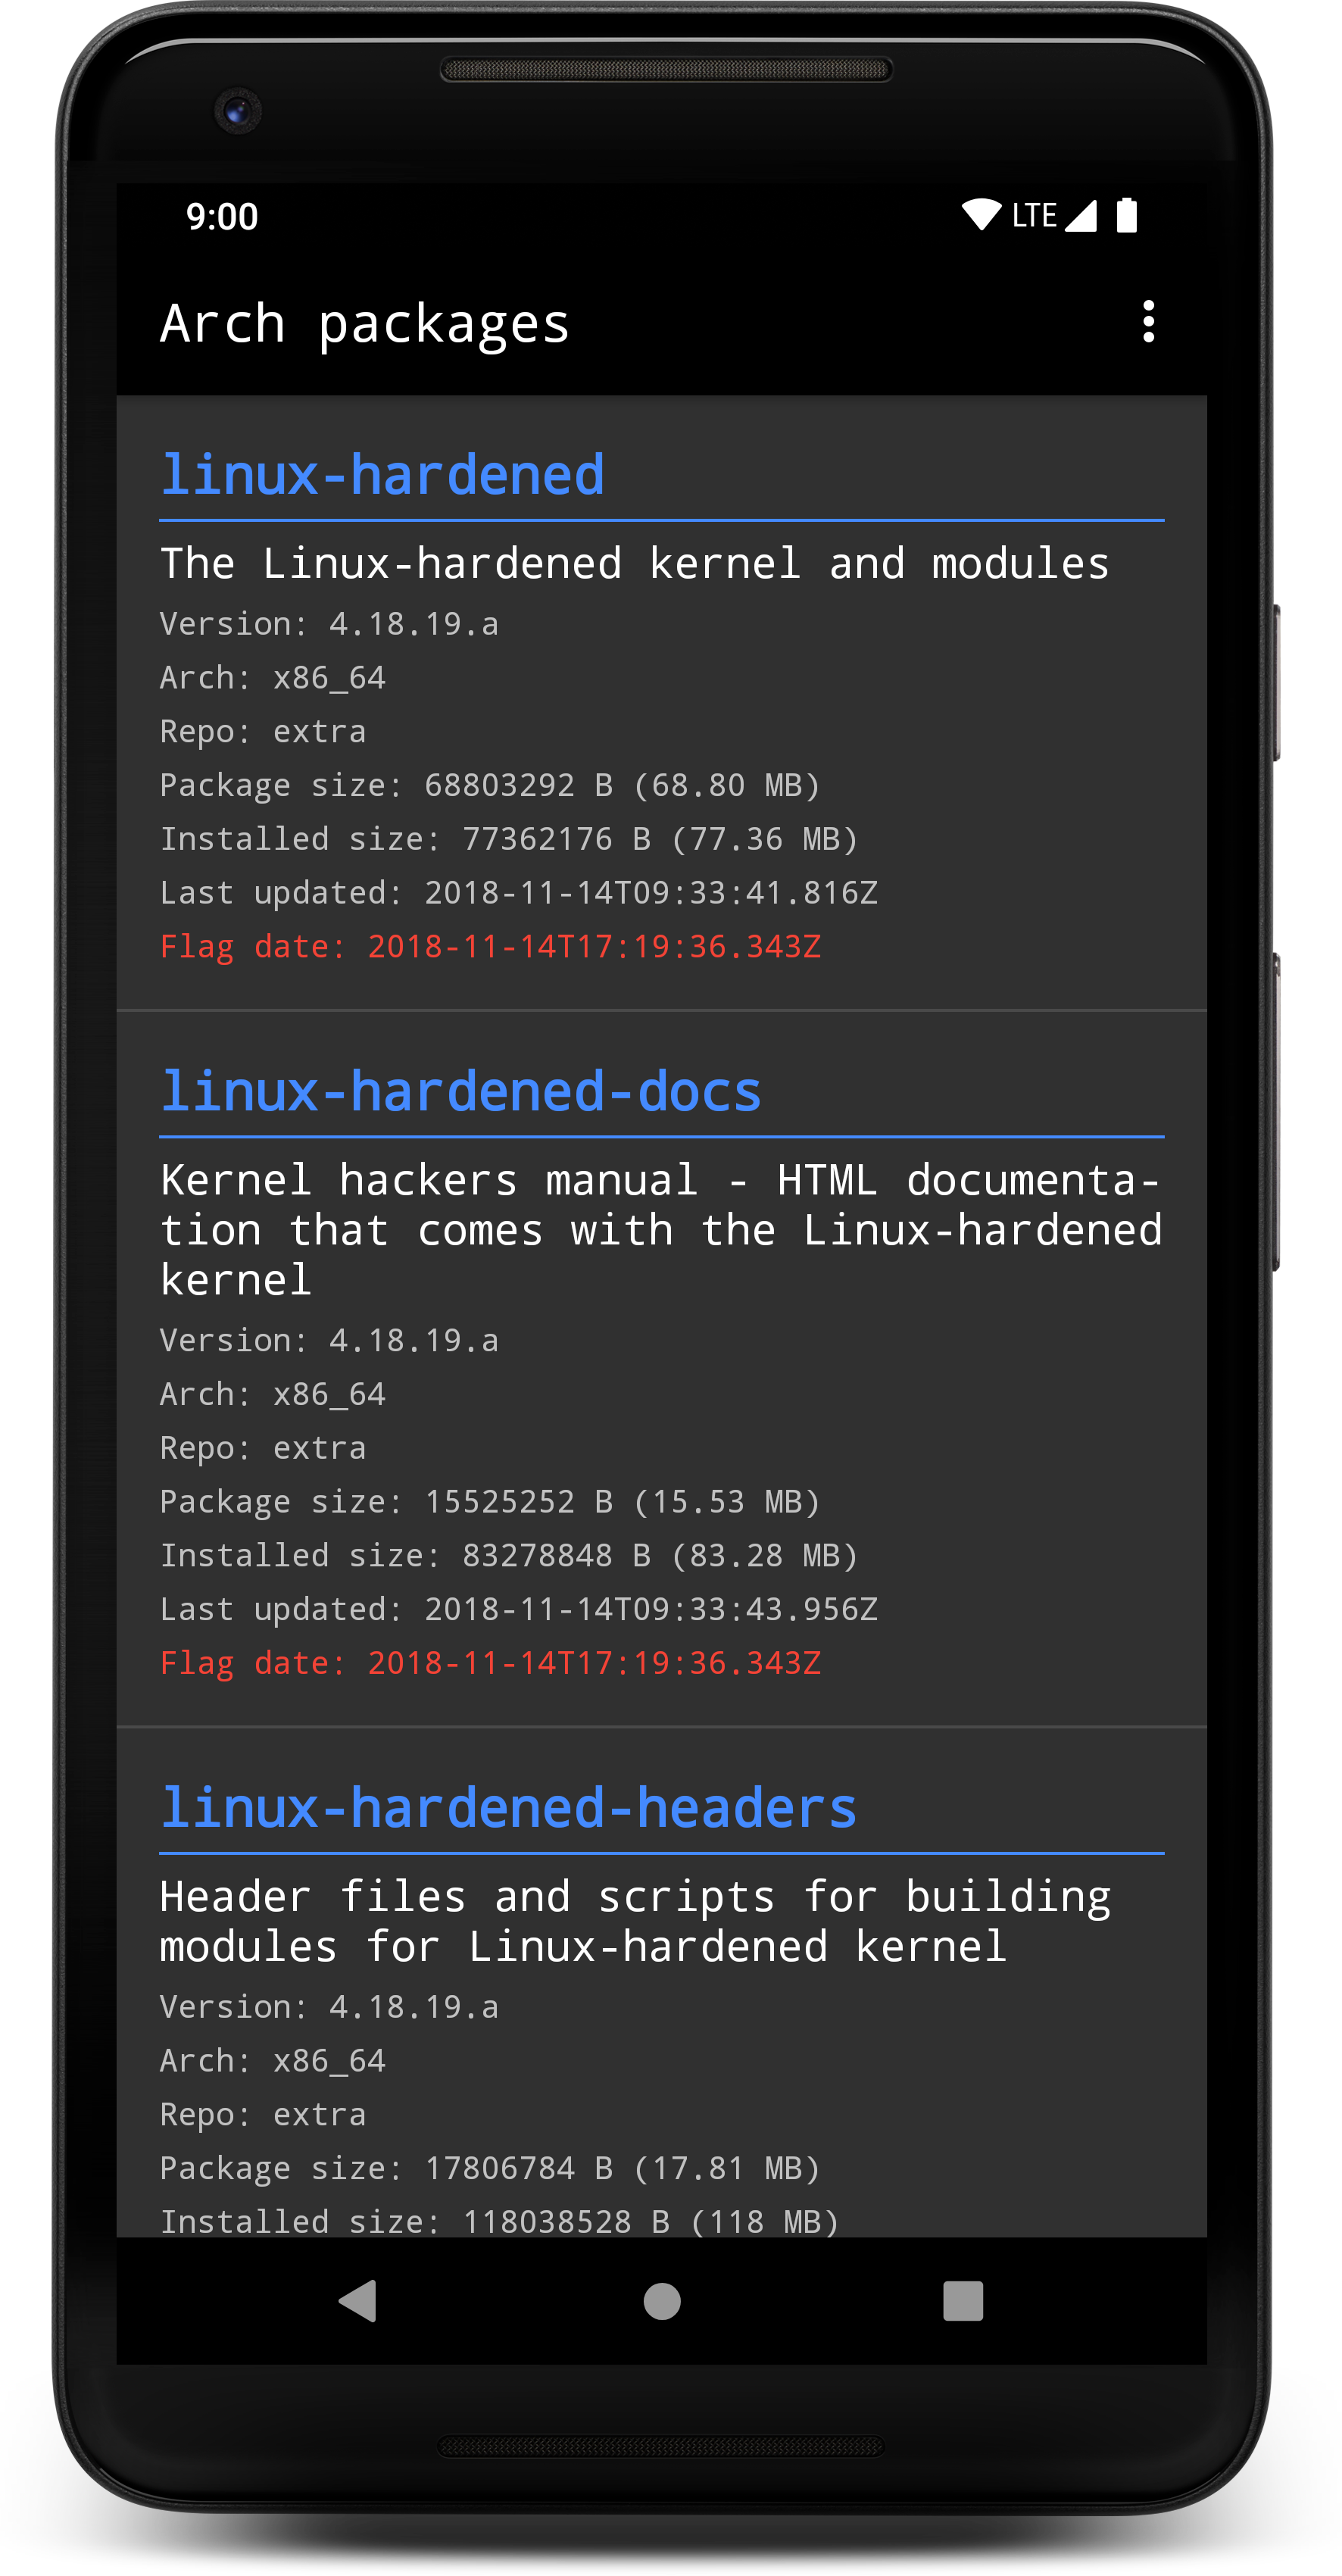 9:00 LTE
Arch packages
linux-hardened
The Linux-hardened kernel and modules
Version: 4.18.19.a
Arch: x86_64
Repo: extra
Package size: 68803292 B (68.80 MB)
Installed size: 77362176 B (77.36 MB)
Last updated: 2018-11-14T09:33:41.816Z
Flag date: 2018-11-14T17:19:36.343Z
linux-hardened-docs
Kernel hackers manual - HTML documenta-
tion that comes with the Linux-hardened
kernel
Version: 4.18.19.a
Arch: x86_64
Repo: extra
Package size: 15525252 B (15.53 MB)
Installed size: 83278848 B (83.28 MB)
Last updated: 2018-11-14T09:33:43.956Z
Flag date: 2018-11-14T17:19:36.343Z
linux-hardened-headers
Header files and scripts for building
modules for Linux-hardened kernel
Version: 4.18.19.a
Arch: x86_64
Repo: extra
Package size: 17806784 B (17.81 MB)
Installed size: 118038528 B (118 MB)